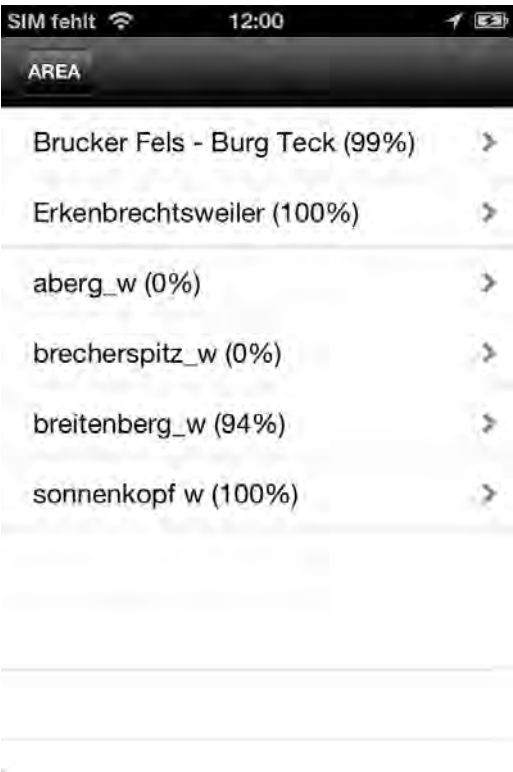 SIM fehlt 12:00
AREA
Brucker Fels - Burg Teck (99%)
Erkenbrechtsweiler (100%)
aberg_w (0%)
brecherspitz_w (0%)
breitenberg_w (94%)
sonnenkopf w (100%)